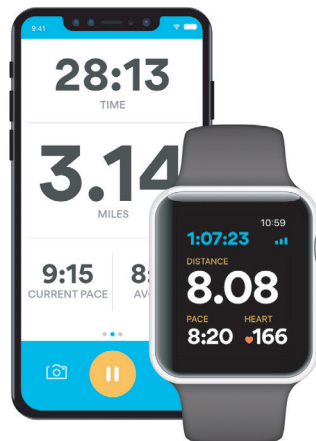 9:41
28:13
TIME
3.14
MILES
9:15
CURRENT PACE
10:59
1:07:23
DISTANCE
8.08
PACE HEART
8:20 166